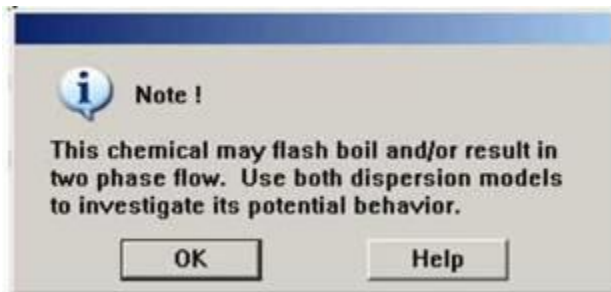 Note !
This chemical may flash boil and/or result in
two phase flow. Use both dispersion models
to investigate its potential behavior.
OK Help